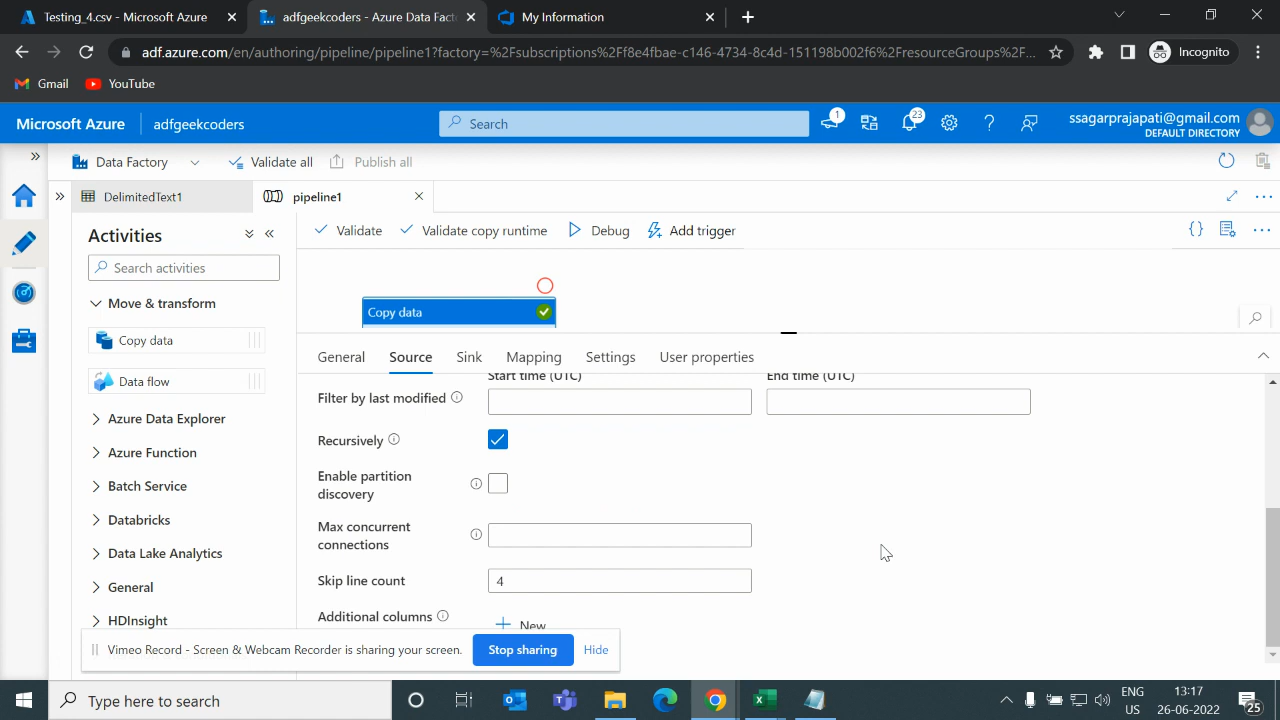 Testing_4.csv - Microsoft Azure
adfgeekcoders - Azure Data Fact
My Information
adf.azure.com/en/authoring/pipeline/pipeline1?factory=%2Fsubscriptions%2Ff8e4fbae-c146-4734-8c4d-151198b002f6%2FresourceGroups%2F...
Incognito
Gmail
YouTube
Microsoft Azure
adfgeekcoders
Search
1
23
ssagarprajapati@gmail.com
DEFAULT DIRECTORY
Data Factory
Validate all
Publish all
DelimitedText1
pipeline1
Activities
Validate
Validate copy runtime
Debug
Add trigger
Search activities
Move & transform
Copy data
Copy data
Data flow
General
Source
Sink
Mapping
Settings
User properties
Start time (UTC)
End time (UTC)
Filter by last modified
Azure Data Explorer
Recursively
Azure Function
Enable partition
discovery
Batch Service
Databricks
Max concurrent
connections
Data Lake Analytics
Skip line count
4
General
Additional columns
New
HDInsight
Vimeo Record - Screen & Webcam Recorder is sharing your screen.
Stop sharing
Hide
Type here to search
ENG
US
13:17
26-06-2022
25